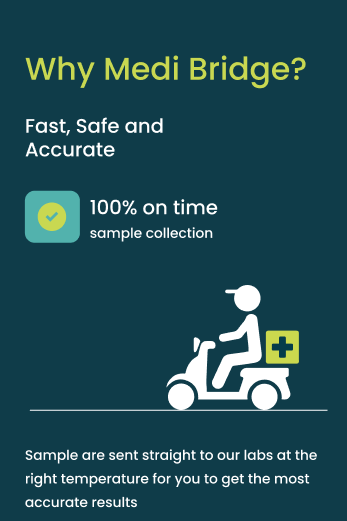 Why Medi Bridge?
Fast, Safe and
Accurate
100% on time
sample collection
Sample are sent straight to our labs at the
right temperature for you to get the most
accurate results